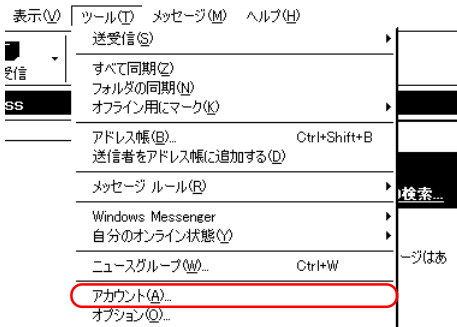 表示(V) ツール(T) メッセージ(M) ヘルプ(H)
送受信(S)
受信
すべて同期(Z)
フォルダの同期(N)
ss
オフライン用にマーク(K)
アドレス帳(B)... Ctrl+Shift+B
送信者をアドレス帳に追加する(D)
メッセージ ルール(R)
の検索...
Windows Messenger
自分のオンライン状態(Y)
ージはあ
ニュースグループ(W)... Ctrl+W
アカウント(A)...
オプション(O)...